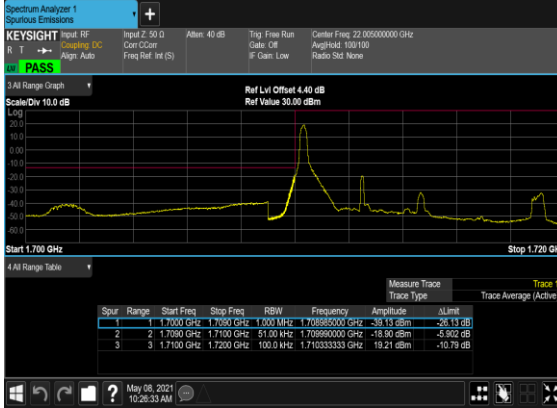 Spectrum Analyzer 1
Spurious Emissions
+
KEYSIGHT Input: RF Input Z: 50 Ω Atten: 40 dB Trig: Free Run Center Freq: 22.005000000 GHz
R T Coupling: DC Corr CCorr Gate: Off Avg|Hold: 100/100
Align: Auto Freq Ref: Int (S) IF Gain: Low Radio Std: None
PASS
3 All Range Graph
Ref Lvl Offset 4.40 dB
Scale/Div 10.0 dB Ref Value 30.00 dBm
Log
20.0
10.0
0.00
-10.0
-20.0
-30.0
-40.0
-50.0
-60.0
Start 1.700 GHz Stop 1.720 GH
4 All Range Table
Measure Trace Trace 1
Trace Type Trace Average (Active
Spur Range Start Freq Stop Freq RBW Frequency Amplitude ΔLimit
1 1 1.7000 GHz 1.7090 GHz 1.000 MHz 1.708985000 GHz -39.13 dBm -26.13 dB
2 2 1.7090 GHz 1.7100 GHz 51.00 kHz 1.709990000 GHz -18.90 dBm -5.902 dB
3 3 1.7100 GHz 1.7200 GHz 100.0 kHz 1.710333333 GHz 19.21 dBm -10.79 dB
?
May 08, 2021
10:26:33 AM